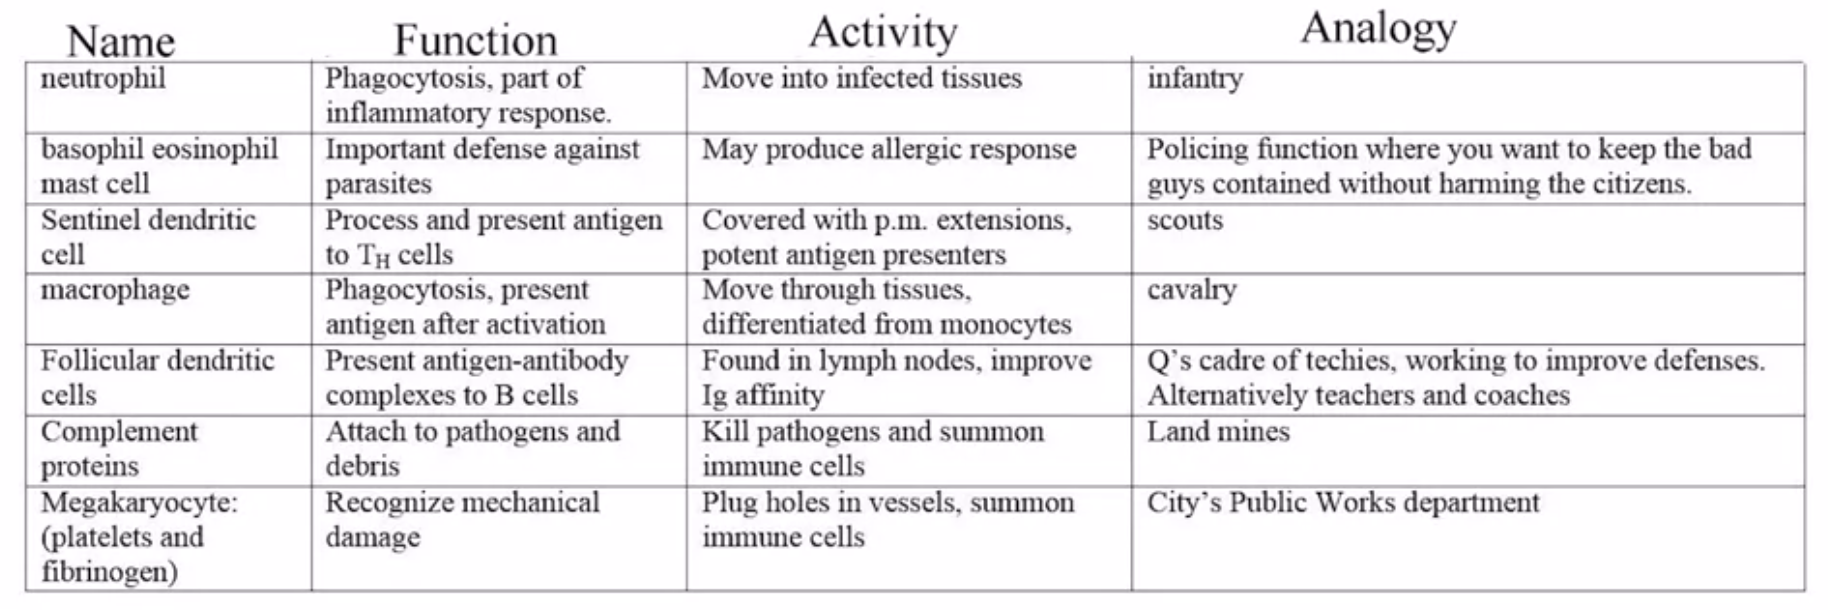 Name Function Activity Analogy
neutrophil
Phagocytosis, part of
inflammatory response.
Move into infected tissues
infantry
basophil eosinophil
mast cell
Important defense against
parasites
May produce allergic response
Policing function where you want to keep the bad
guys contained without harming the citizens.
Sentinel dendritic
cell
Process and present antigen
to TH cells
Covered with p.m. extensions,
potent antigen presenters
scouts
macrophage
Phagocytosis, present
antigen after activation
Move through tissues,
differentiated from monocytes
cavalry
Follicular dendritic
cells
Present antigen-antibody
complexes to B cells
Found in lymph nodes, improve
Ig affinity
Q’s cadre of techies, working to improve defenses.
Alternatively teachers and coaches
Complement
proteins
Attach to pathogens and
debris
Kill pathogens and summon
immune cells
Land mines
Megakaryocyte:
(platelets and
fibrinogen)
Recognize mechanical
damage
Plug holes in vessels, summon
immune cells
City’s Public Works department